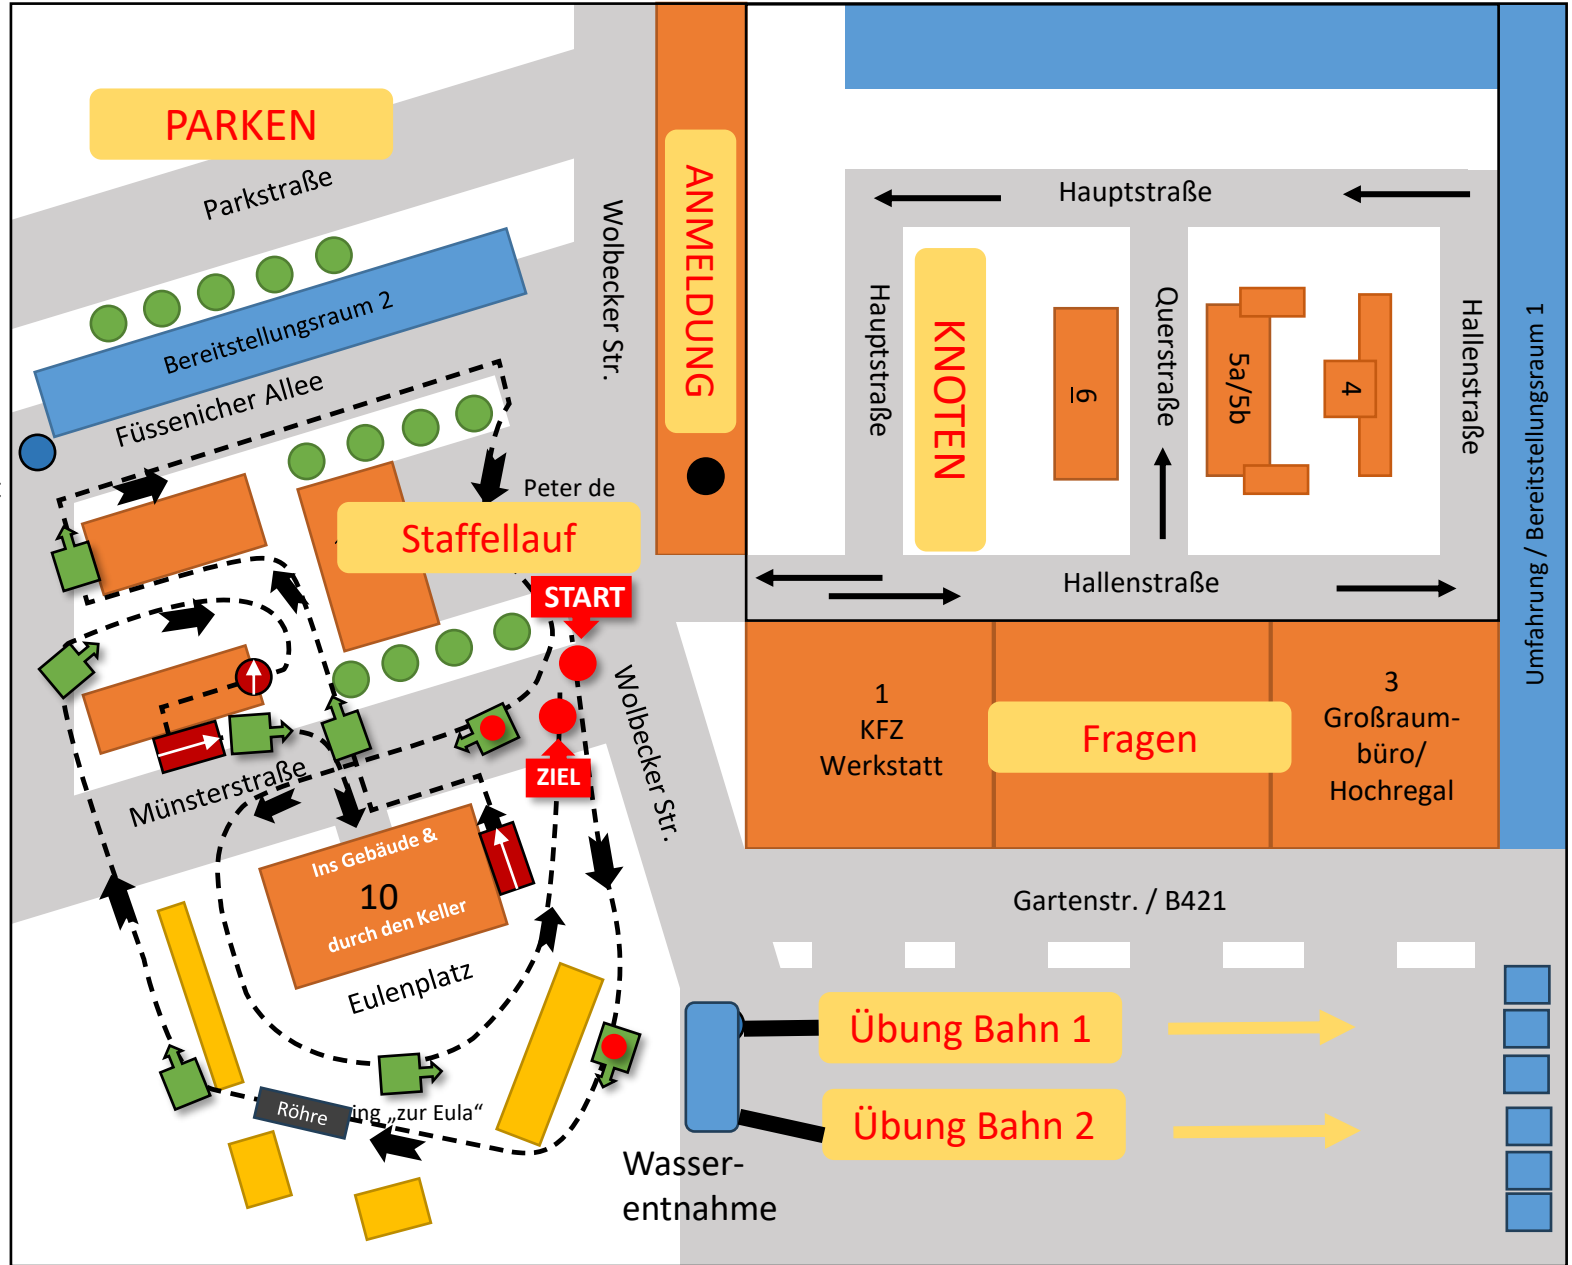 PARKEN
Parkstraße
Bereitstellungsraum 2
Füssenicher Allee
Wolbecker Str.
ANMELDUNG
Hauptstraße
Hauptstraße
KNOTEN
6
Querstraße
5a/5b
4
Hallenstraße
Umfahrung / Bereitstellungsraum 1
Peter de
Staffellauf
START
Hallenstraße
Wolbecker Str.
1
KFZ
Werkstatt
Fragen
3
Großraum-
büro/
Hochregal
ZIEL
Münsterstraße
Ins Gebäude &
10
durch den Keller
Eulenplatz
Gartenstr. / B421
Übung Bahn 1
Röhre
ing „zur Eula“
Übung Bahn 2
Wasser-
entnahme